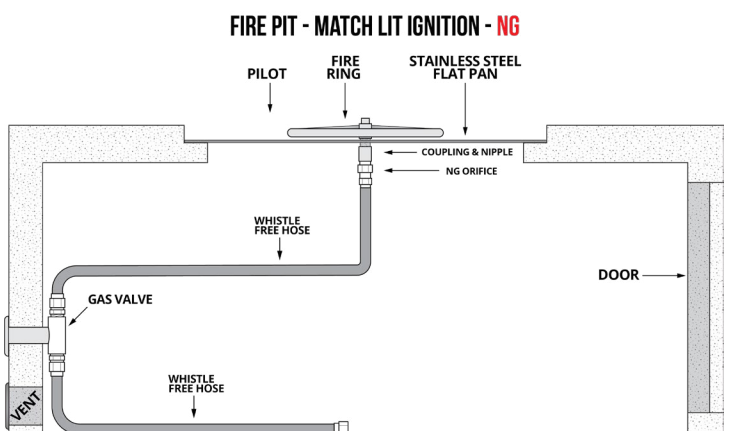 FIRE PIT - MATCH LIT IGNITION - NG
PILOT
FIRE
RING
STAINLESS STEEL
FLAT PAN
COUPLING & NIPPLE
NG ORIFICE
WHISTLE
FREE HOSE
DOOR
GAS VALVE
WHISTLE
FREE HOSE
VENT